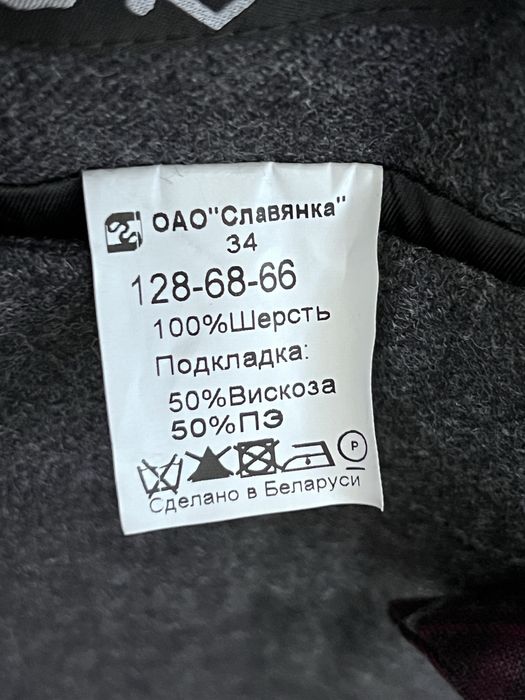 ОАО"Славянка"
34
128-68-66
100%Шерсть
Подкладка:
50%Вискоза
50%ПЭ
P
Сделано в Беларуси